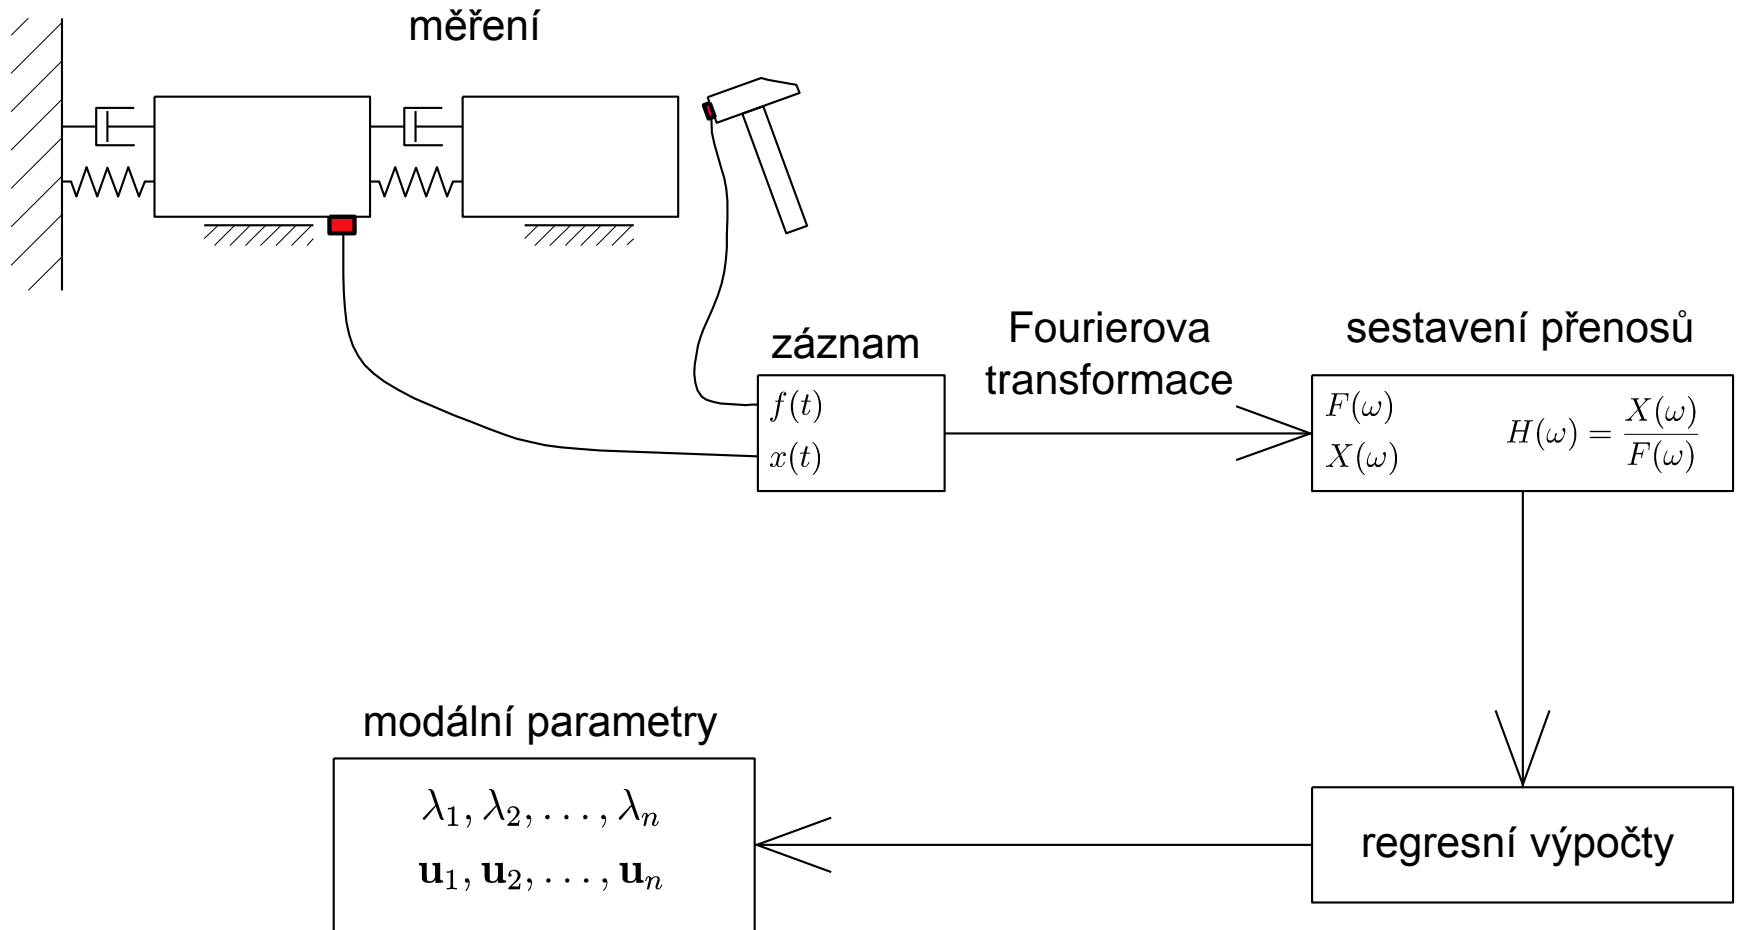 měření
záznam
f(t)
x(t)
Fourierova
transformace
sestavení přenosů
F(ω)
X(ω)
H(ω) = X(ω)/F(ω)
regresní výpočty
modální parametry
λ₁, λ₂, . . . , λₙ
u₁, u₂, . . . , uₙ